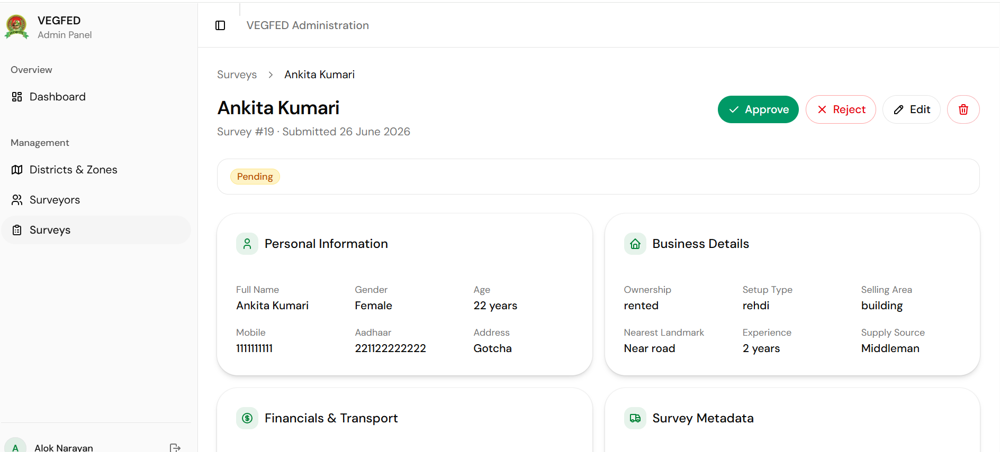 VEGFED
Admin Panel
Overview
Dashboard
Management
Districts & Zones
Surveyors
Surveys
A
Alok Narayan
VEGFED Administration
Surveys > Ankita Kumari
Ankita Kumari
Survey #19 · Submitted 26 June 2026
Approve
Reject
Edit
Pending
Personal Information
Full Name Gender Age
Ankita Kumari Female 22 years
Mobile Aadhaar Address
1111111111 221122222222 Gotcha
Business Details
Ownership Setup Type Selling Area
rented rehdi building
Nearest Landmark Experience Supply Source
Near road 2 years Middleman
Financials & Transport
Survey Metadata